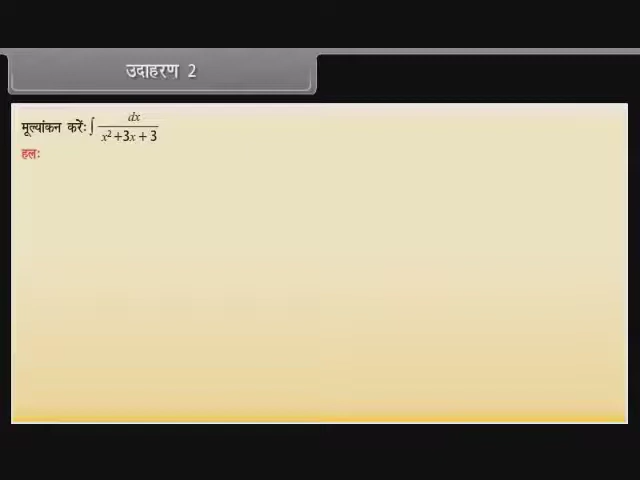 उदाहरण 2
मूल्यांकन करेंः ∫ dx / x²+3x+3
हलः